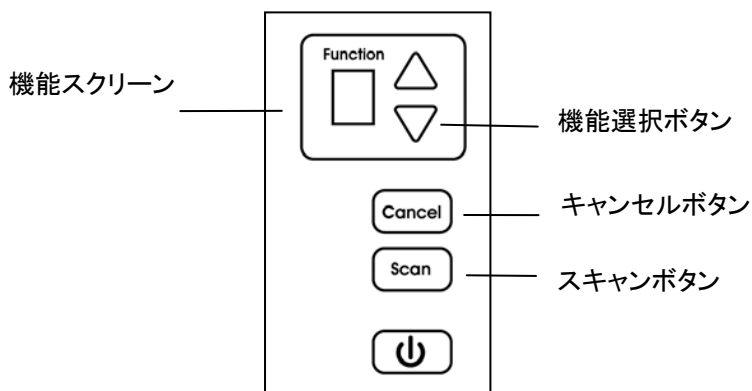 Function
機能スクリーン
機能選択ボタン
Cancel
キャンセルボタン
Scan
スキャンボタン